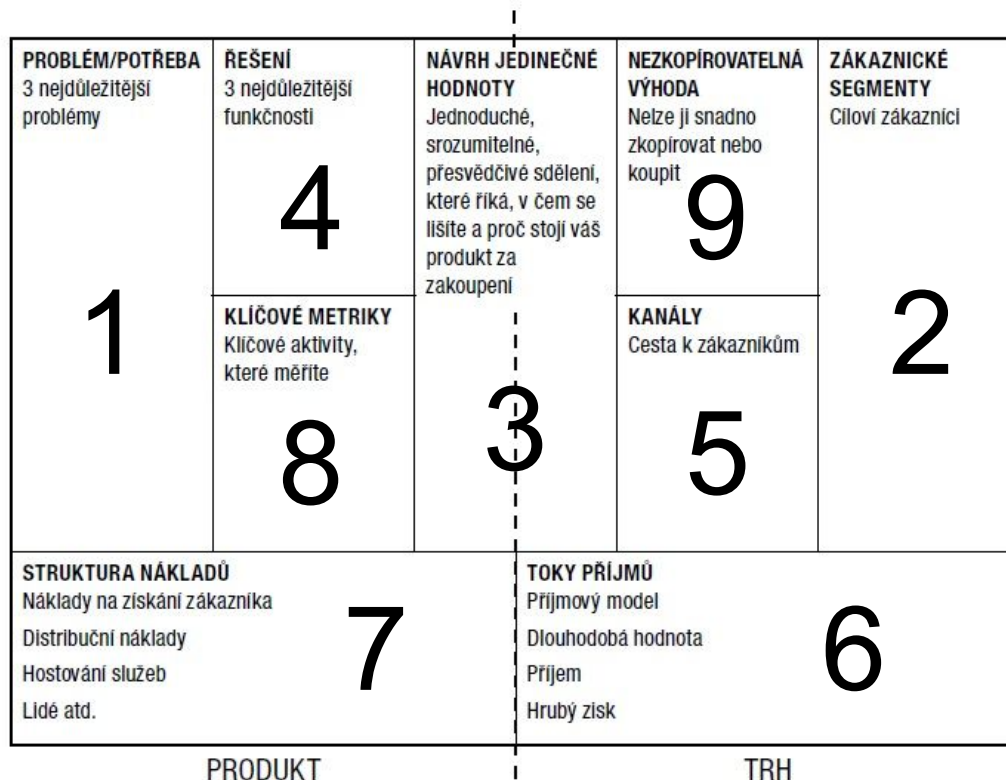 PROBLÉM/POTŘEBA
3 nejdůležitější
problémy
1
ŘEŠENÍ
3 nejdůležitější
funkčnosti
4
KLÍČOVÉ METRIKY
Klíčové aktivity,
které měříte
8
NÁVRH JEDINEČNÉ
HODNOTY
Jednoduché,
srozumitelné,
přesvědčivé sdělení,
které říká, v čem se
lišíte a proč stojí váš
produkt za
zakoupení
3
NEZKOPÍROVATELNÁ
VÝHODA
Nelze ji snadno
zkopírovat nebo
koupit
9
KANÁLY
Cesta k zákazníkům
5
ZÁKAZNICKÉ
SEGMENTY
Cíloví zákazníci
2
STRUKTURA NÁKLADŮ
Náklady na získání zákazníka
Distribuční náklady
Hostování služeb
Lidé atd.
7
TOKY PŘÍJMŮ
Příjmový model
Dlouhodobá hodnota
Příjem
Hrubý zisk
6
PRODUKT
TRH